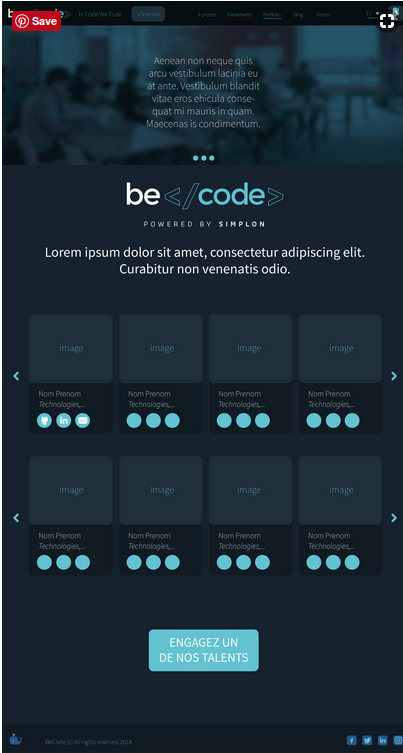 Save
In Code We Trust
S'inscrire
A propos
Evenements
Portfolio
Blog
Forum
Aenean non neque quis
arcu vestibulum lacinia eu
at ante. Vestibulum blandit
vitae eros ehicula conse-
quat mi mauris in quam.
Maecenas is condimentum.
be </code>
POWERED BY SIMPLON
Lorem ipsum dolor sit amet, consectetur adipiscing elit.
Curabitur non venenatis odio.
image
image
image
image
Nom Prenom
Technologies,...
Nom Prenom
Technologies,...
Nom Prenom
Technologies,...
Nom Prenom
Technologies,...
image
image
image
image
Nom Prenom
Technologies,...
Nom Prenom
Technologies,...
Nom Prenom
Technologies,...
Nom Prenom
Technologies,...
ENGAGEZ UN
DE NOS TALENTS
BeCode (c) All rights reserved 2018